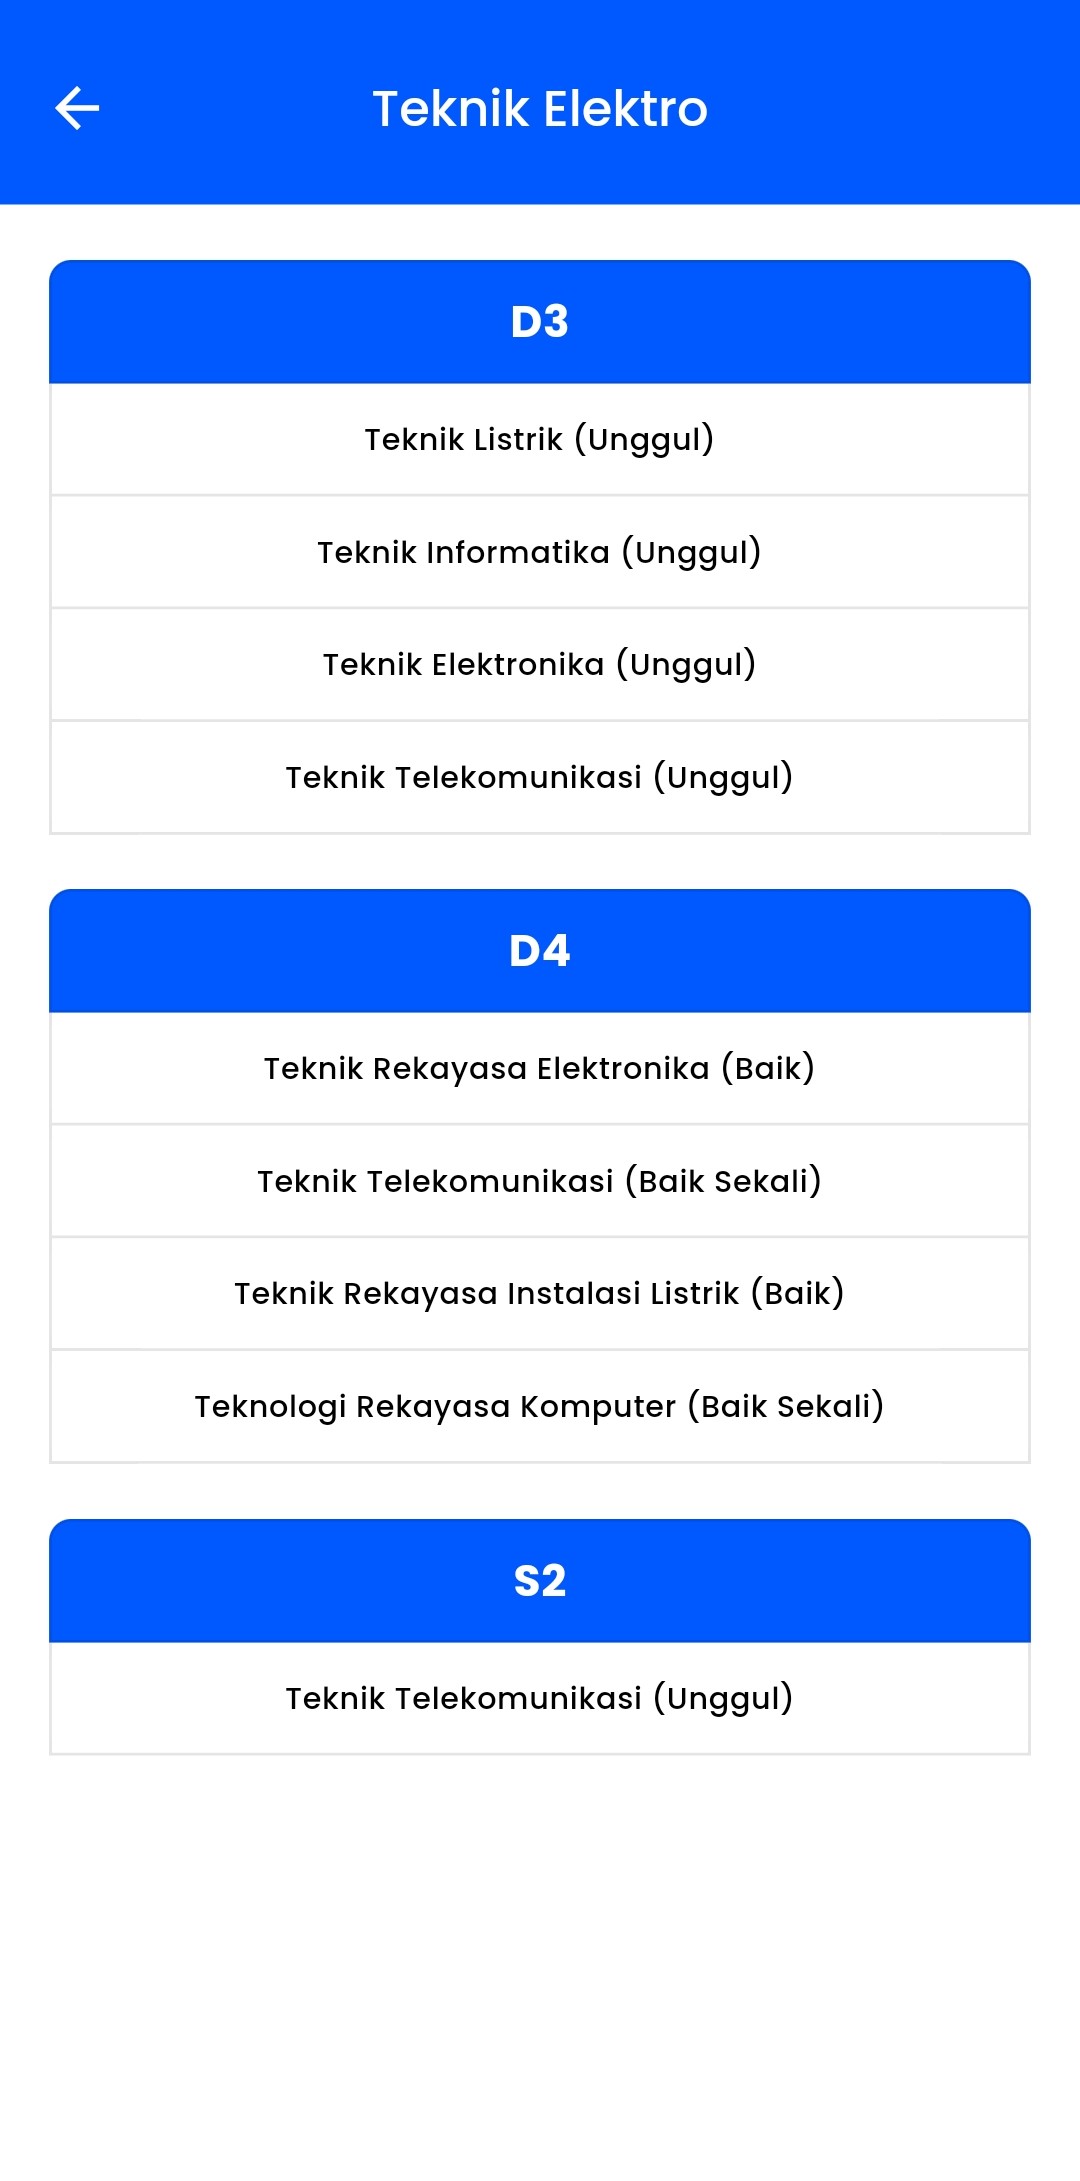 Teknik Elektro
D3
Teknik Listrik (Unggul)
Teknik Informatika (Unggul)
Teknik Elektronika (Unggul)
Teknik Telekomunikasi (Unggul)
D4
Teknik Rekayasa Elektronika (Baik)
Teknik Telekomunikasi (Baik Sekali)
Teknik Rekayasa Instalasi Listrik (Baik)
Teknologi Rekayasa Komputer (Baik Sekali)
S2
Teknik Telekomunikasi (Unggul)